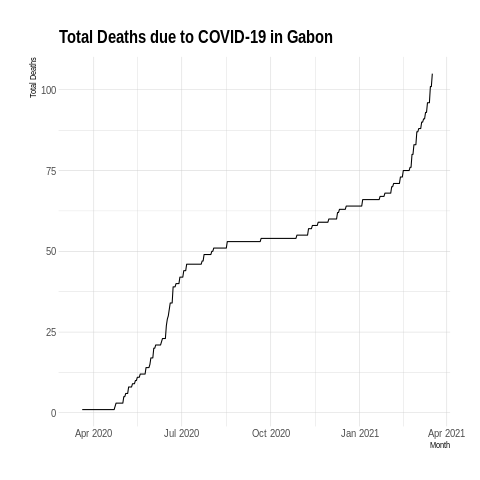 Total Deaths due to COVID-19 in Gabon
Total Deaths
100
75
50
25
0
Apr 2020 Jul 2020 Oct 2020 Jan 2021 Apr 2021
Month